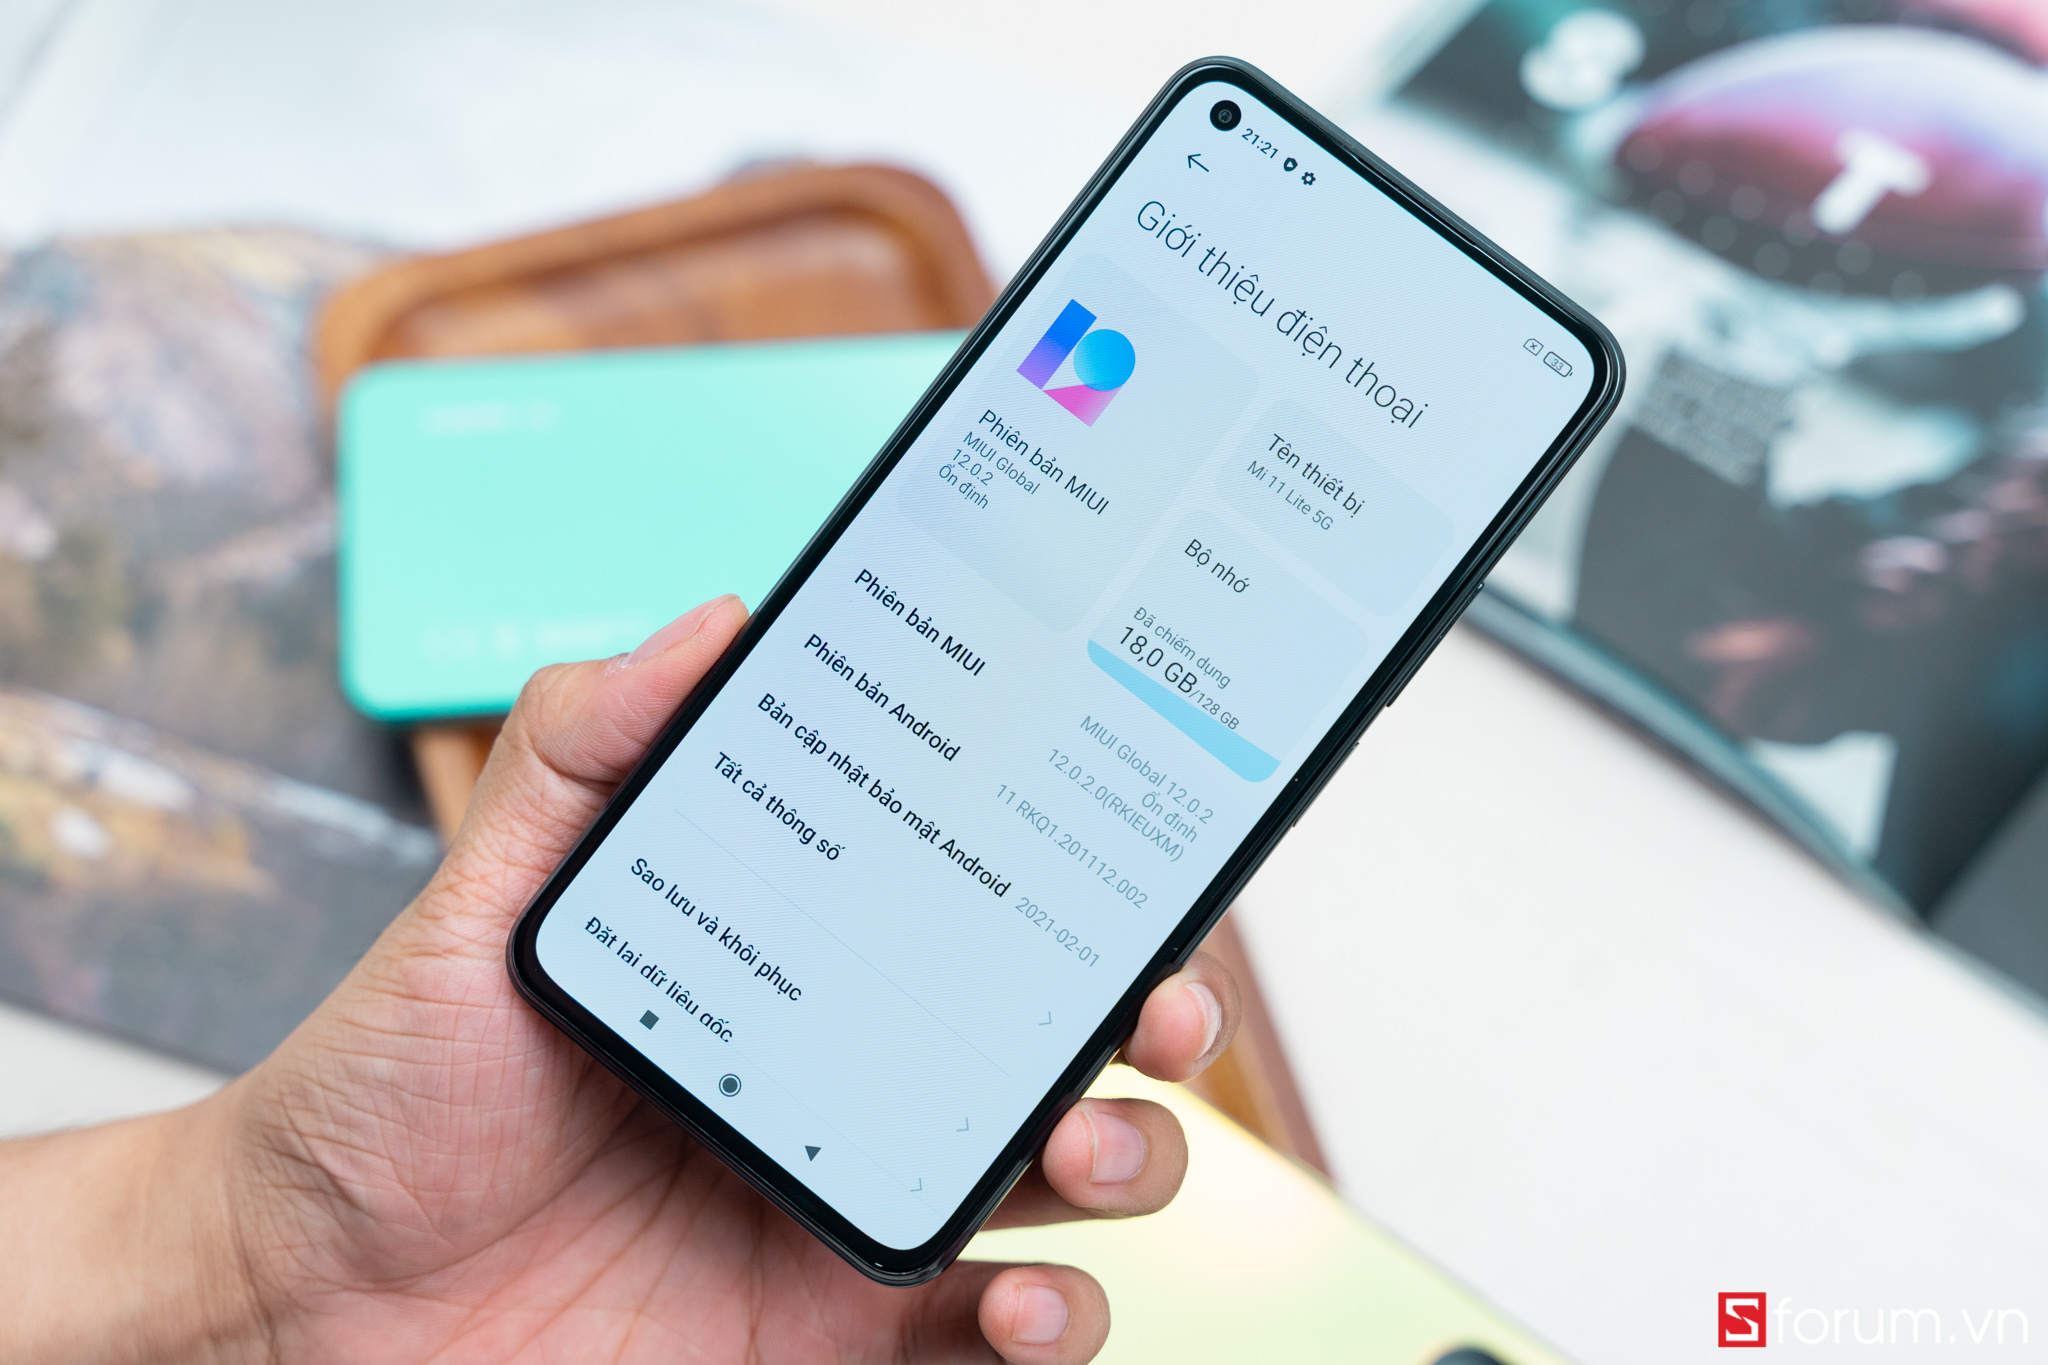 21:21
33
Giới thiệu điện thoại
Phiên bản MIUI
MIUI Global
12.0.2
Ổn định
Tên thiết bị
Mi 11 Lite 5G
Bộ nhớ
Đã chiếm dụng
18,0 GB/128 GB
Phiên bản MIUI
MIUI Global 12.0.2
Ổn định
12.0.2.0(RKIEUXM)
Phiên bản Android
11 RKQ1.201112.002
Bản cập nhật bảo mật Android
2021-02-01
Tất cả thông số
Sao lưu và khôi phục
Đặt lại dữ liệu gốc
Sforum.vn